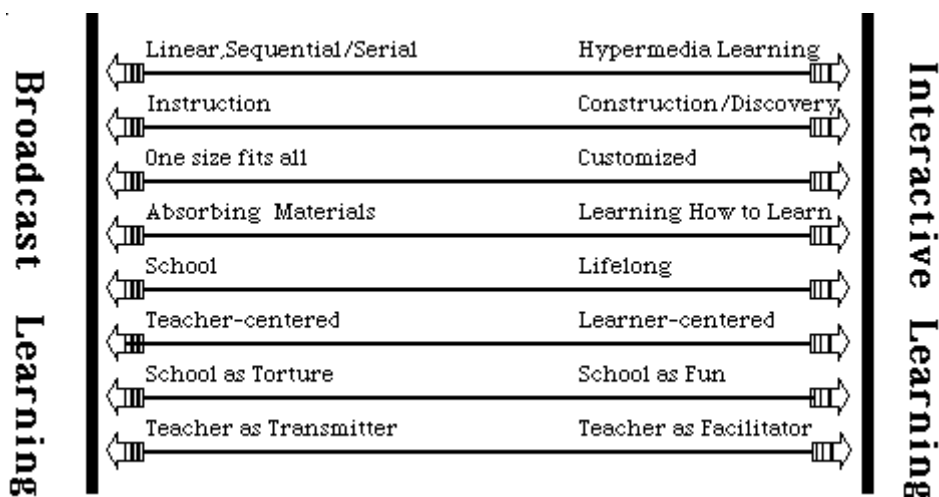 Broadcast Learning
Linear,Sequential/Serial Hypermedia Learning
Instruction Construction/Discovery
One size fits all Customized
Absorbing Materials Learning How to Learn
School Lifelong
Teacher-centered Learner-centered
School as Torture School as Fun
Teacher as Transmitter Teacher as Facilitator
Interactive Learning